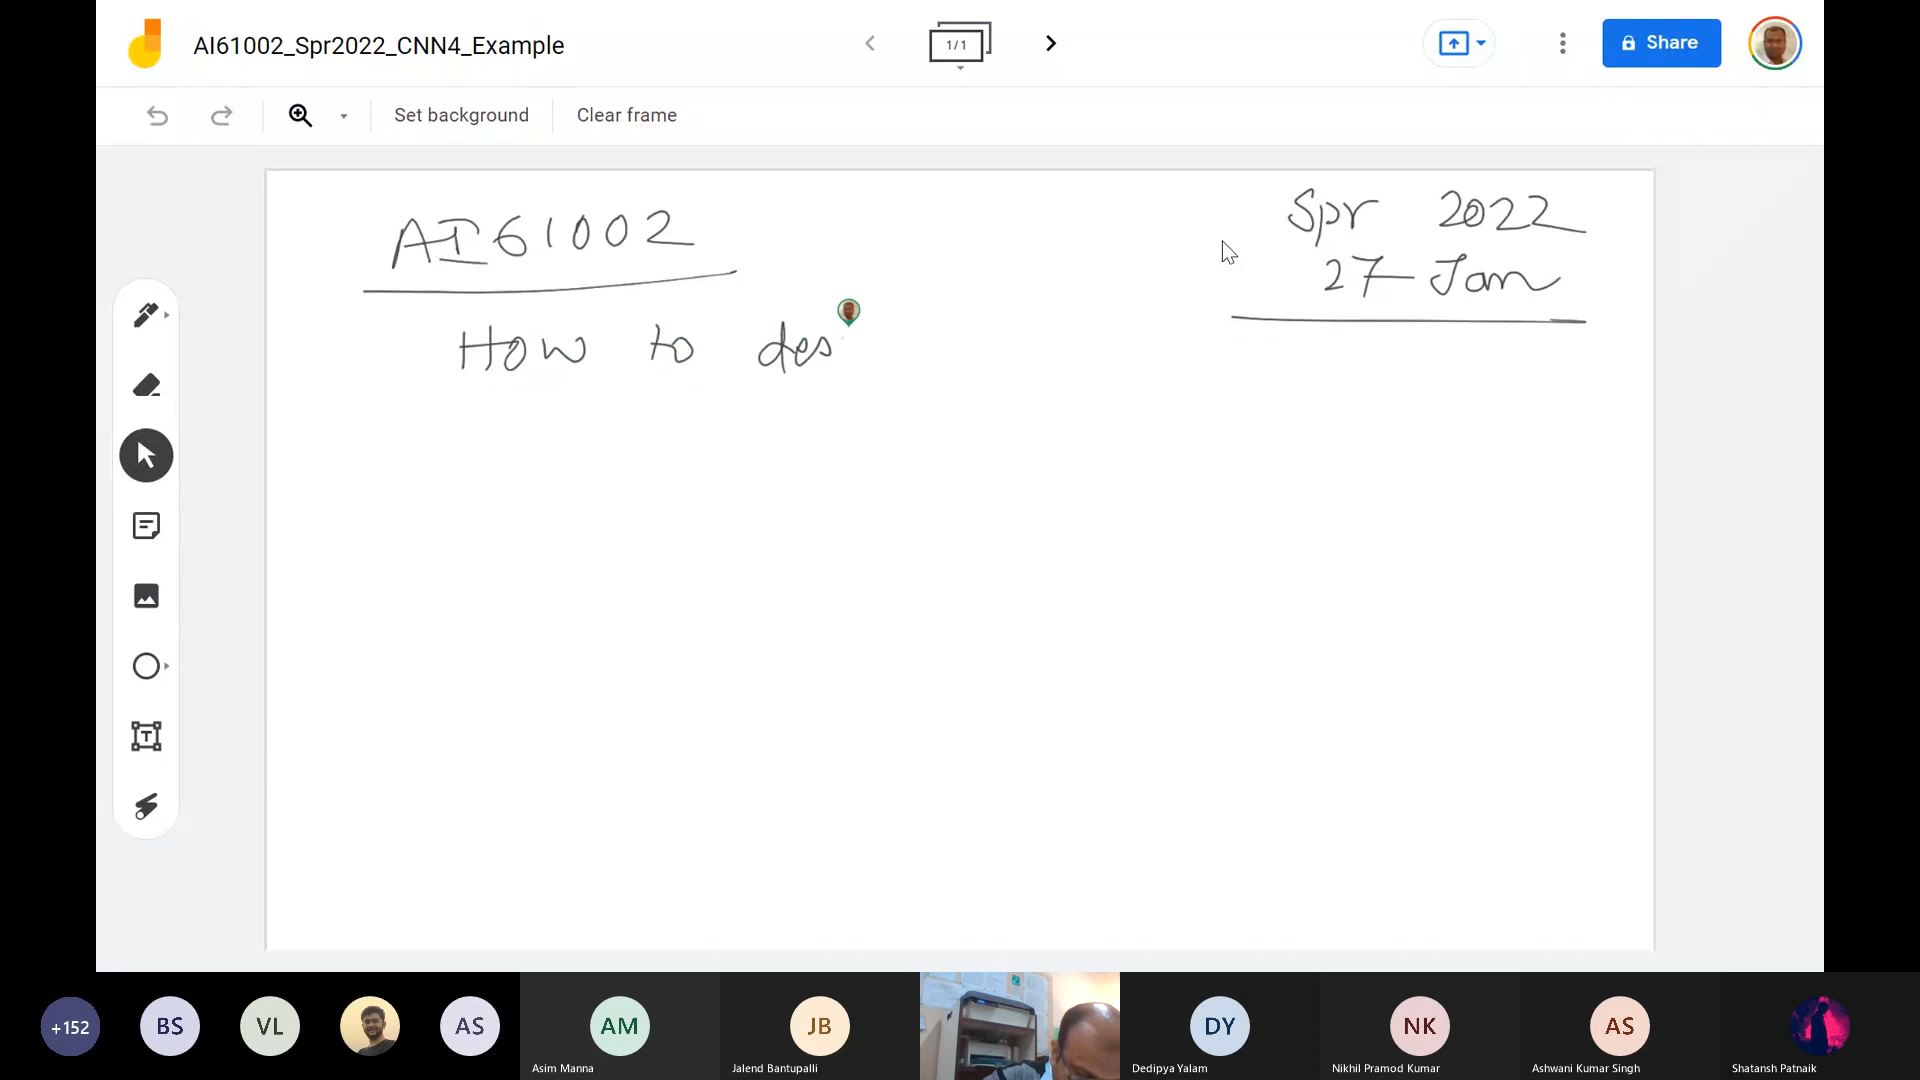 AI61002_Spr2022_CNN4_Example
1/1
Share
Set background
Clear frame
AI61002
Spr 2022
27-Jan
How to des
+152
BS
VL
AS
AM
JB
DY
NK
AS
Asim Manna
Jalend Bantupalli
Dedipya Yalam
Nikhil Pramod Kumar
Ashwani Kumar Singh
Shatansh Patnaik